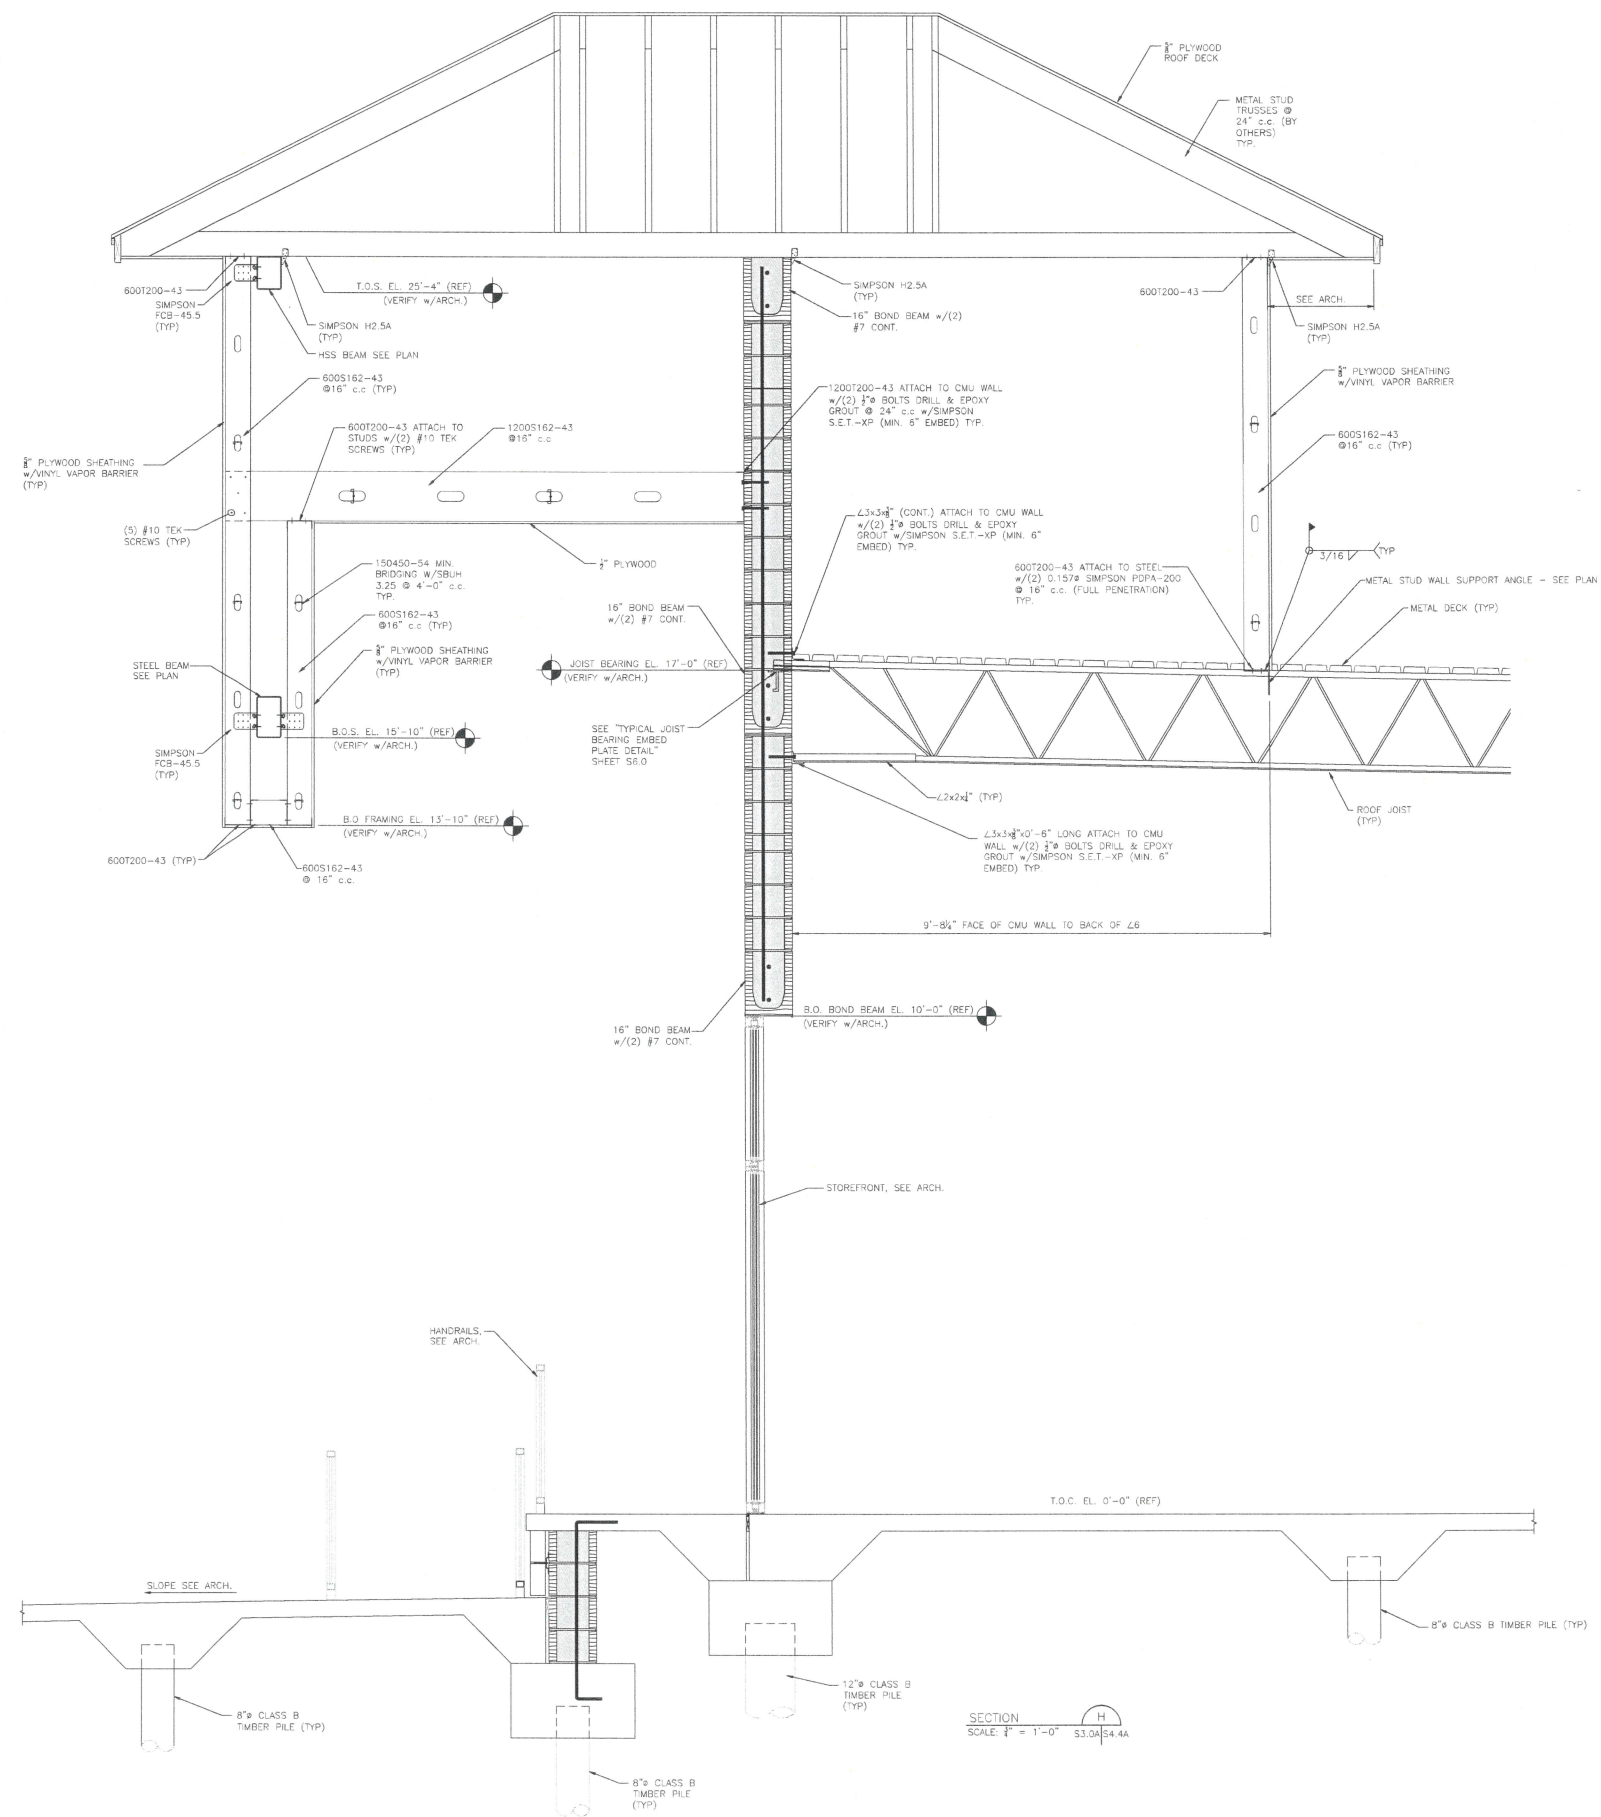 5/8" PLYWOOD
ROOF DECK
METAL STUD
TRUSSES @
24" c.c. (BY
OTHERS)
TYP.
600T200-43
SIMPSON
FCB-45.5
(TYP)
T.O.S. EL. 25'-4" (REF)
(VERIFY w/ARCH.)
SIMPSON H2.5A
(TYP)
HSS BEAM SEE PLAN
SIMPSON H2.5A
(TYP)
16" BOND BEAM w/(2)
#7 CONT.
600T200-43
SEE ARCH.
SIMPSON H2.5A
(TYP)
5/8" PLYWOOD SHEATHING
w/VINYL VAPOR BARRIER
600S162-43
@16" c.c (TYP)
600T200-43 ATTACH TO
STUDS w/(2) #10 TEK
SCREWS (TYP)
1200S162-43
@16" c.c
1200T200-43 ATTACH TO CMU WALL
w/(2) 1/2"ø BOLTS DRILL & EPOXY
GROUT @ 24" c.c w/SIMPSON
S.E.T.-XP (MIN. 6" EMBED) TYP.
600S162-43
@16" c.c (TYP)
5/8" PLYWOOD SHEATHING
w/VINYL VAPOR BARRIER
(TYP)
(5) #10 TEK
SCREWS (TYP)
∠3x3x3/8" (CONT.) ATTACH TO CMU WALL
w/(2) 1/2"ø BOLTS DRILL & EPOXY
GROUT w/SIMPSON S.E.T.-XP (MIN. 6"
EMBED) TYP.
150450-54 MIN.
BRIDGING W/SBUH
3.25 @ 4'-0" c.c.
TYP.
1/2" PLYWOOD
600T200-43 ATTACH TO STEEL
w/(2) 0.157ø SIMPSON PDPA-200
@ 16" c.c. (FULL PENETRATION)
TYP.
3/16
TYP
METAL STUD WALL SUPPORT ANGLE - SEE PLAN
METAL DECK (TYP)
600S162-43
@16" c.c (TYP)
16" BOND BEAM
w/(2) #7 CONT.
5/8" PLYWOOD SHEATHING
w/VINYL VAPOR BARRIER
(TYP)
STEEL BEAM
SEE PLAN
JOIST BEARING EL. 17'-0" (REF)
(VERIFY w/ARCH.)
SEE "TYPICAL JOIST
BEARING EMBED
PLATE DETAIL"
SHEET S6.0
B.O.S. EL. 15'-10" (REF)
(VERIFY w/ARCH.)
SIMPSON
FCB-45.5
(TYP)
∠2x2x1/4" (TYP)
ROOF JOIST
(TYP)
B.O FRAMING EL. 13'-10" (REF)
(VERIFY w/ARCH.)
∠3x3x3/8"x0'-6" LONG ATTACH TO CMU
WALL w/(2) 1/2"ø BOLTS DRILL & EPOXY
GROUT w/SIMPSON S.E.T.-XP (MIN. 6"
EMBED) TYP.
600T200-43 (TYP)
600S162-43
@ 16" c.c.
9'-8¼" FACE OF CMU WALL TO BACK OF ∠6
B.O. BOND BEAM EL. 10'-0" (REF)
(VERIFY w/ARCH.)
16" BOND BEAM
w/(2) #7 CONT.
STOREFRONT, SEE ARCH.
HANDRAILS,
SEE ARCH.
T.O.C. EL. 0'-0" (REF)
SLOPE SEE ARCH.
8"ø CLASS B TIMBER PILE (TYP)
12"ø CLASS B
TIMBER PILE
(TYP)
8"ø CLASS B
TIMBER PILE (TYP)
8"ø CLASS B
TIMBER PILE
(TYP)
SECTION
H
SCALE: 3/4" = 1'-0"
S3.0A S4.4A